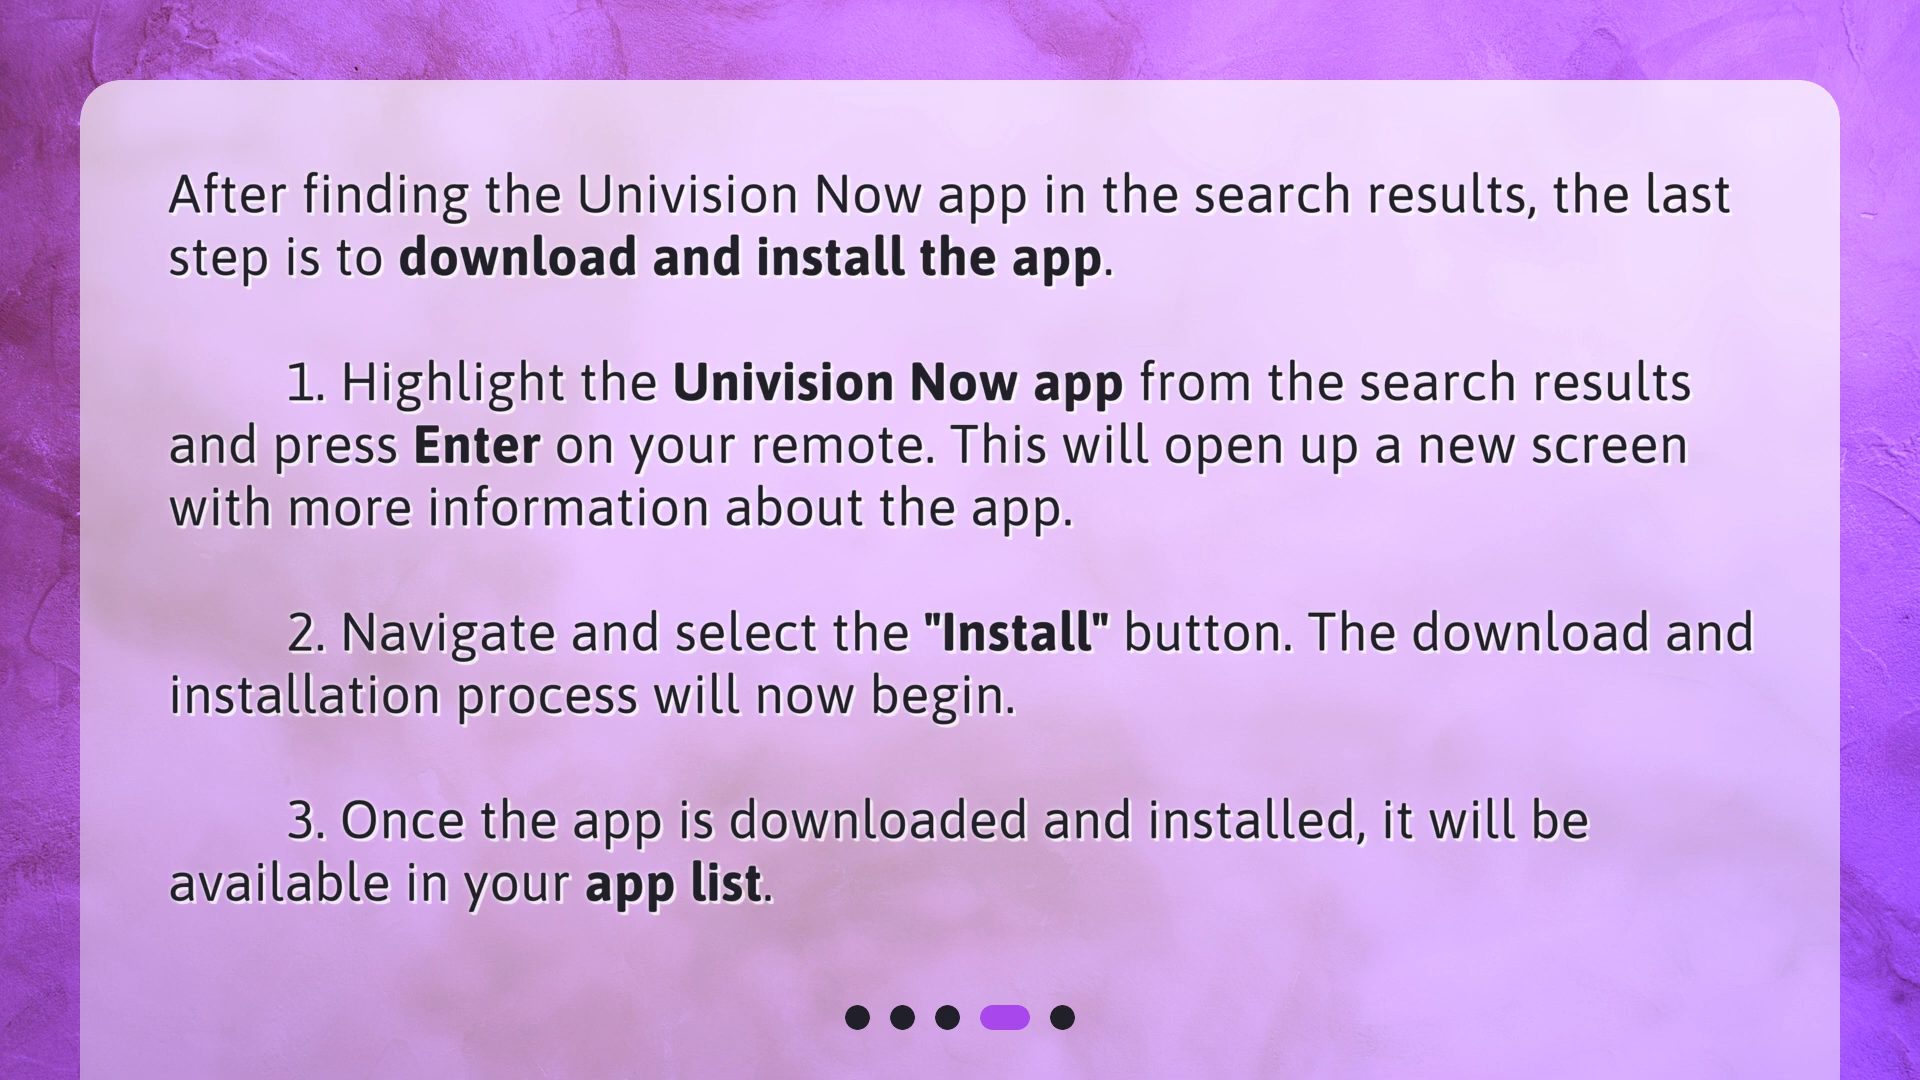 After finding the Univision Now app in the search results, the last
step is to download and install the app.
1. Highlight the Univision Now app from the search results
and press Enter on your remote. This will open up a new screen
with more information about the app.
2. Navigate and select the "Install" button. The download and
installation process will now begin.
3. Once the app is downloaded and installed, it will be
available in your app list.